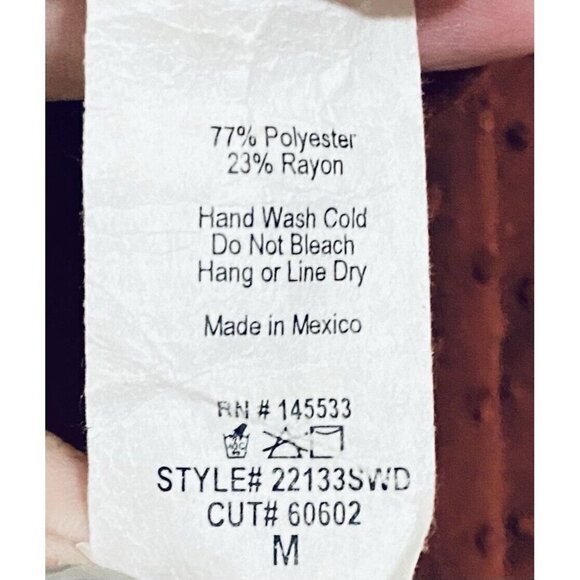 77% Polyester
23% Rayon
Hand Wash Cold
Do Not Bleach
Hang or Line Dry
Made in Mexico
RN # 145533
STYLE# 22133SWD
CUT# 60602
M